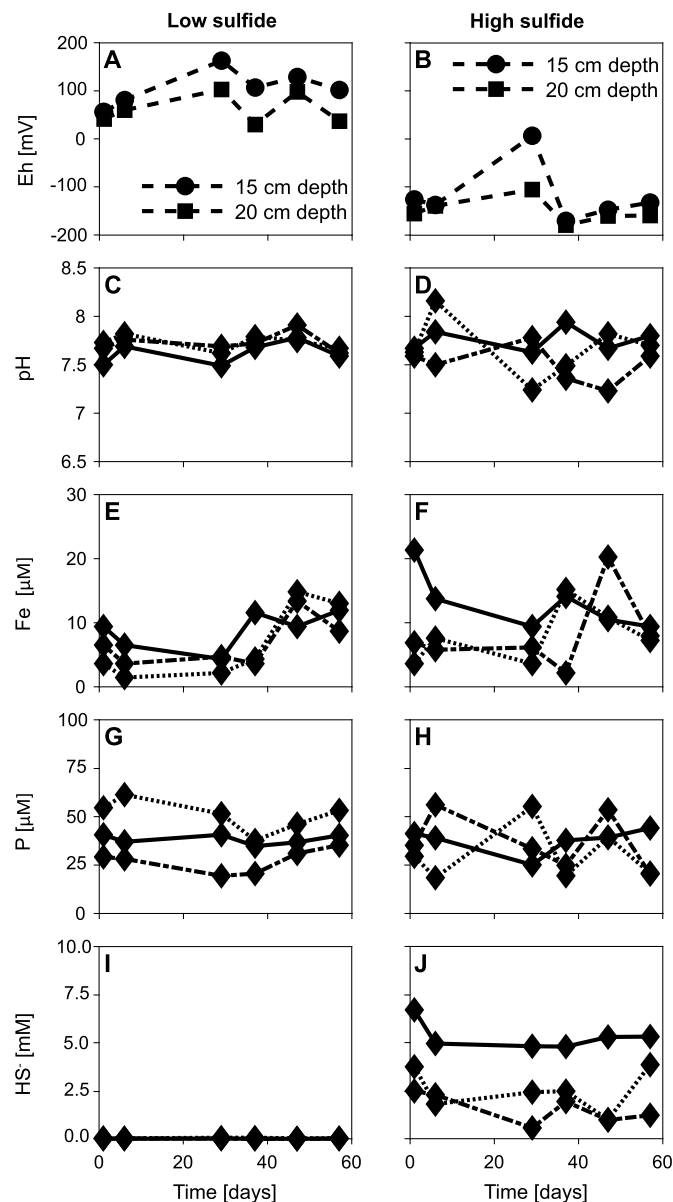 Low sulfide High sulfide
200 A B
100
0
-100
-200
Eh [mV]
15 cm depth
20 cm depth
15 cm depth
20 cm depth
8.5 C D
8
7.5
7
6.5
pH
30 E F
20
10
0
Fe [µM]
100 G H
75
50
25
0
P [µM]
10.0 I J
7.5
5.0
2.5
0.0
HS- [mM]
0 20 40 60 0 20 40 60
Time [days] Time [days]